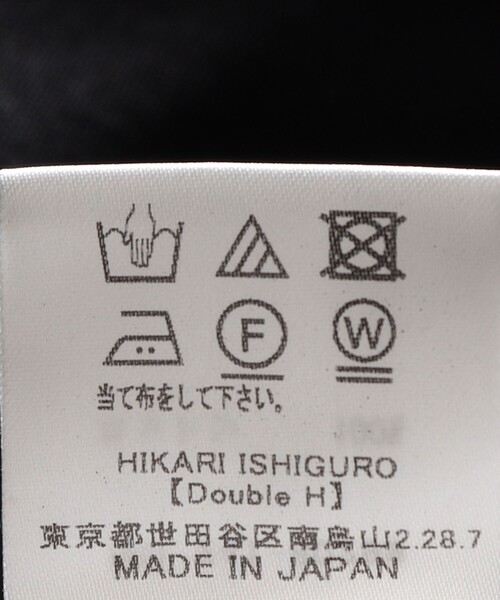 F W
当て布をして下さい。
HIKARI ISHIGURO
【Double H】
東京都世田谷区南烏山2.28.7
MADE IN JAPAN